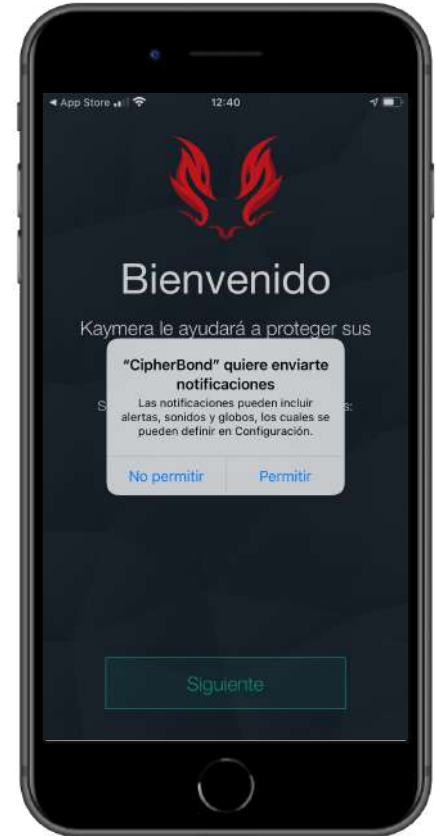 App Store
12:40
Bienvenido
Kaymera le ayudará a proteger sus
"CipherBond" quiere enviarte
notificaciones
Las notificaciones pueden incluir
alertas, sonidos y globos, los cuales se
pueden definir en Configuración.
No permitir Permitir
Siguiente